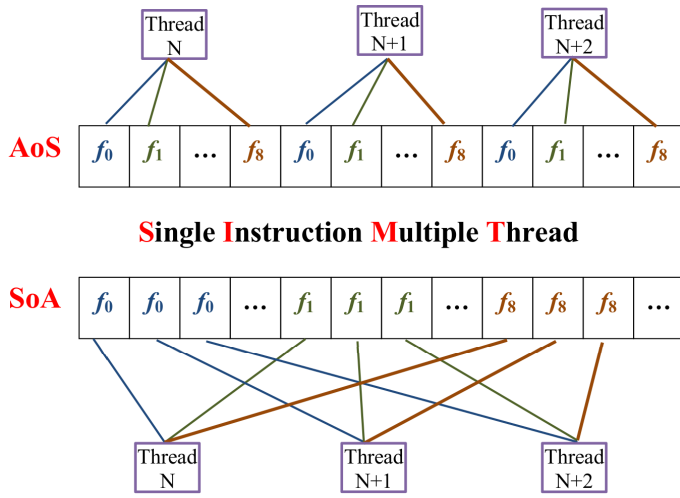 Thread N Thread N+1 Thread N+2
AoS f0 f1 ... f8 f0 f1 ... f8 f0 f1 ... f8
Single Instruction Multiple Thread
SoA f0 f0 f0 ... f1 f1 f1 ... f8 f8 f8 ...
Thread N Thread N+1 Thread N+2